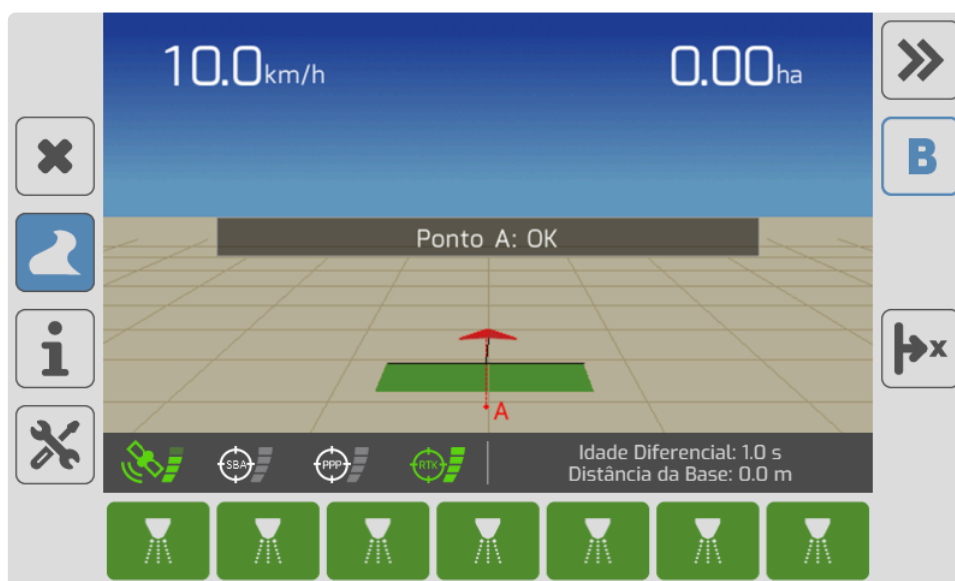 10.0km/h
0.00ha
B
Ponto A: OK
x
A
SBA
PPP
RTK
Idade Diferencial: 1.0 s
Distância da Base: 0.0 m